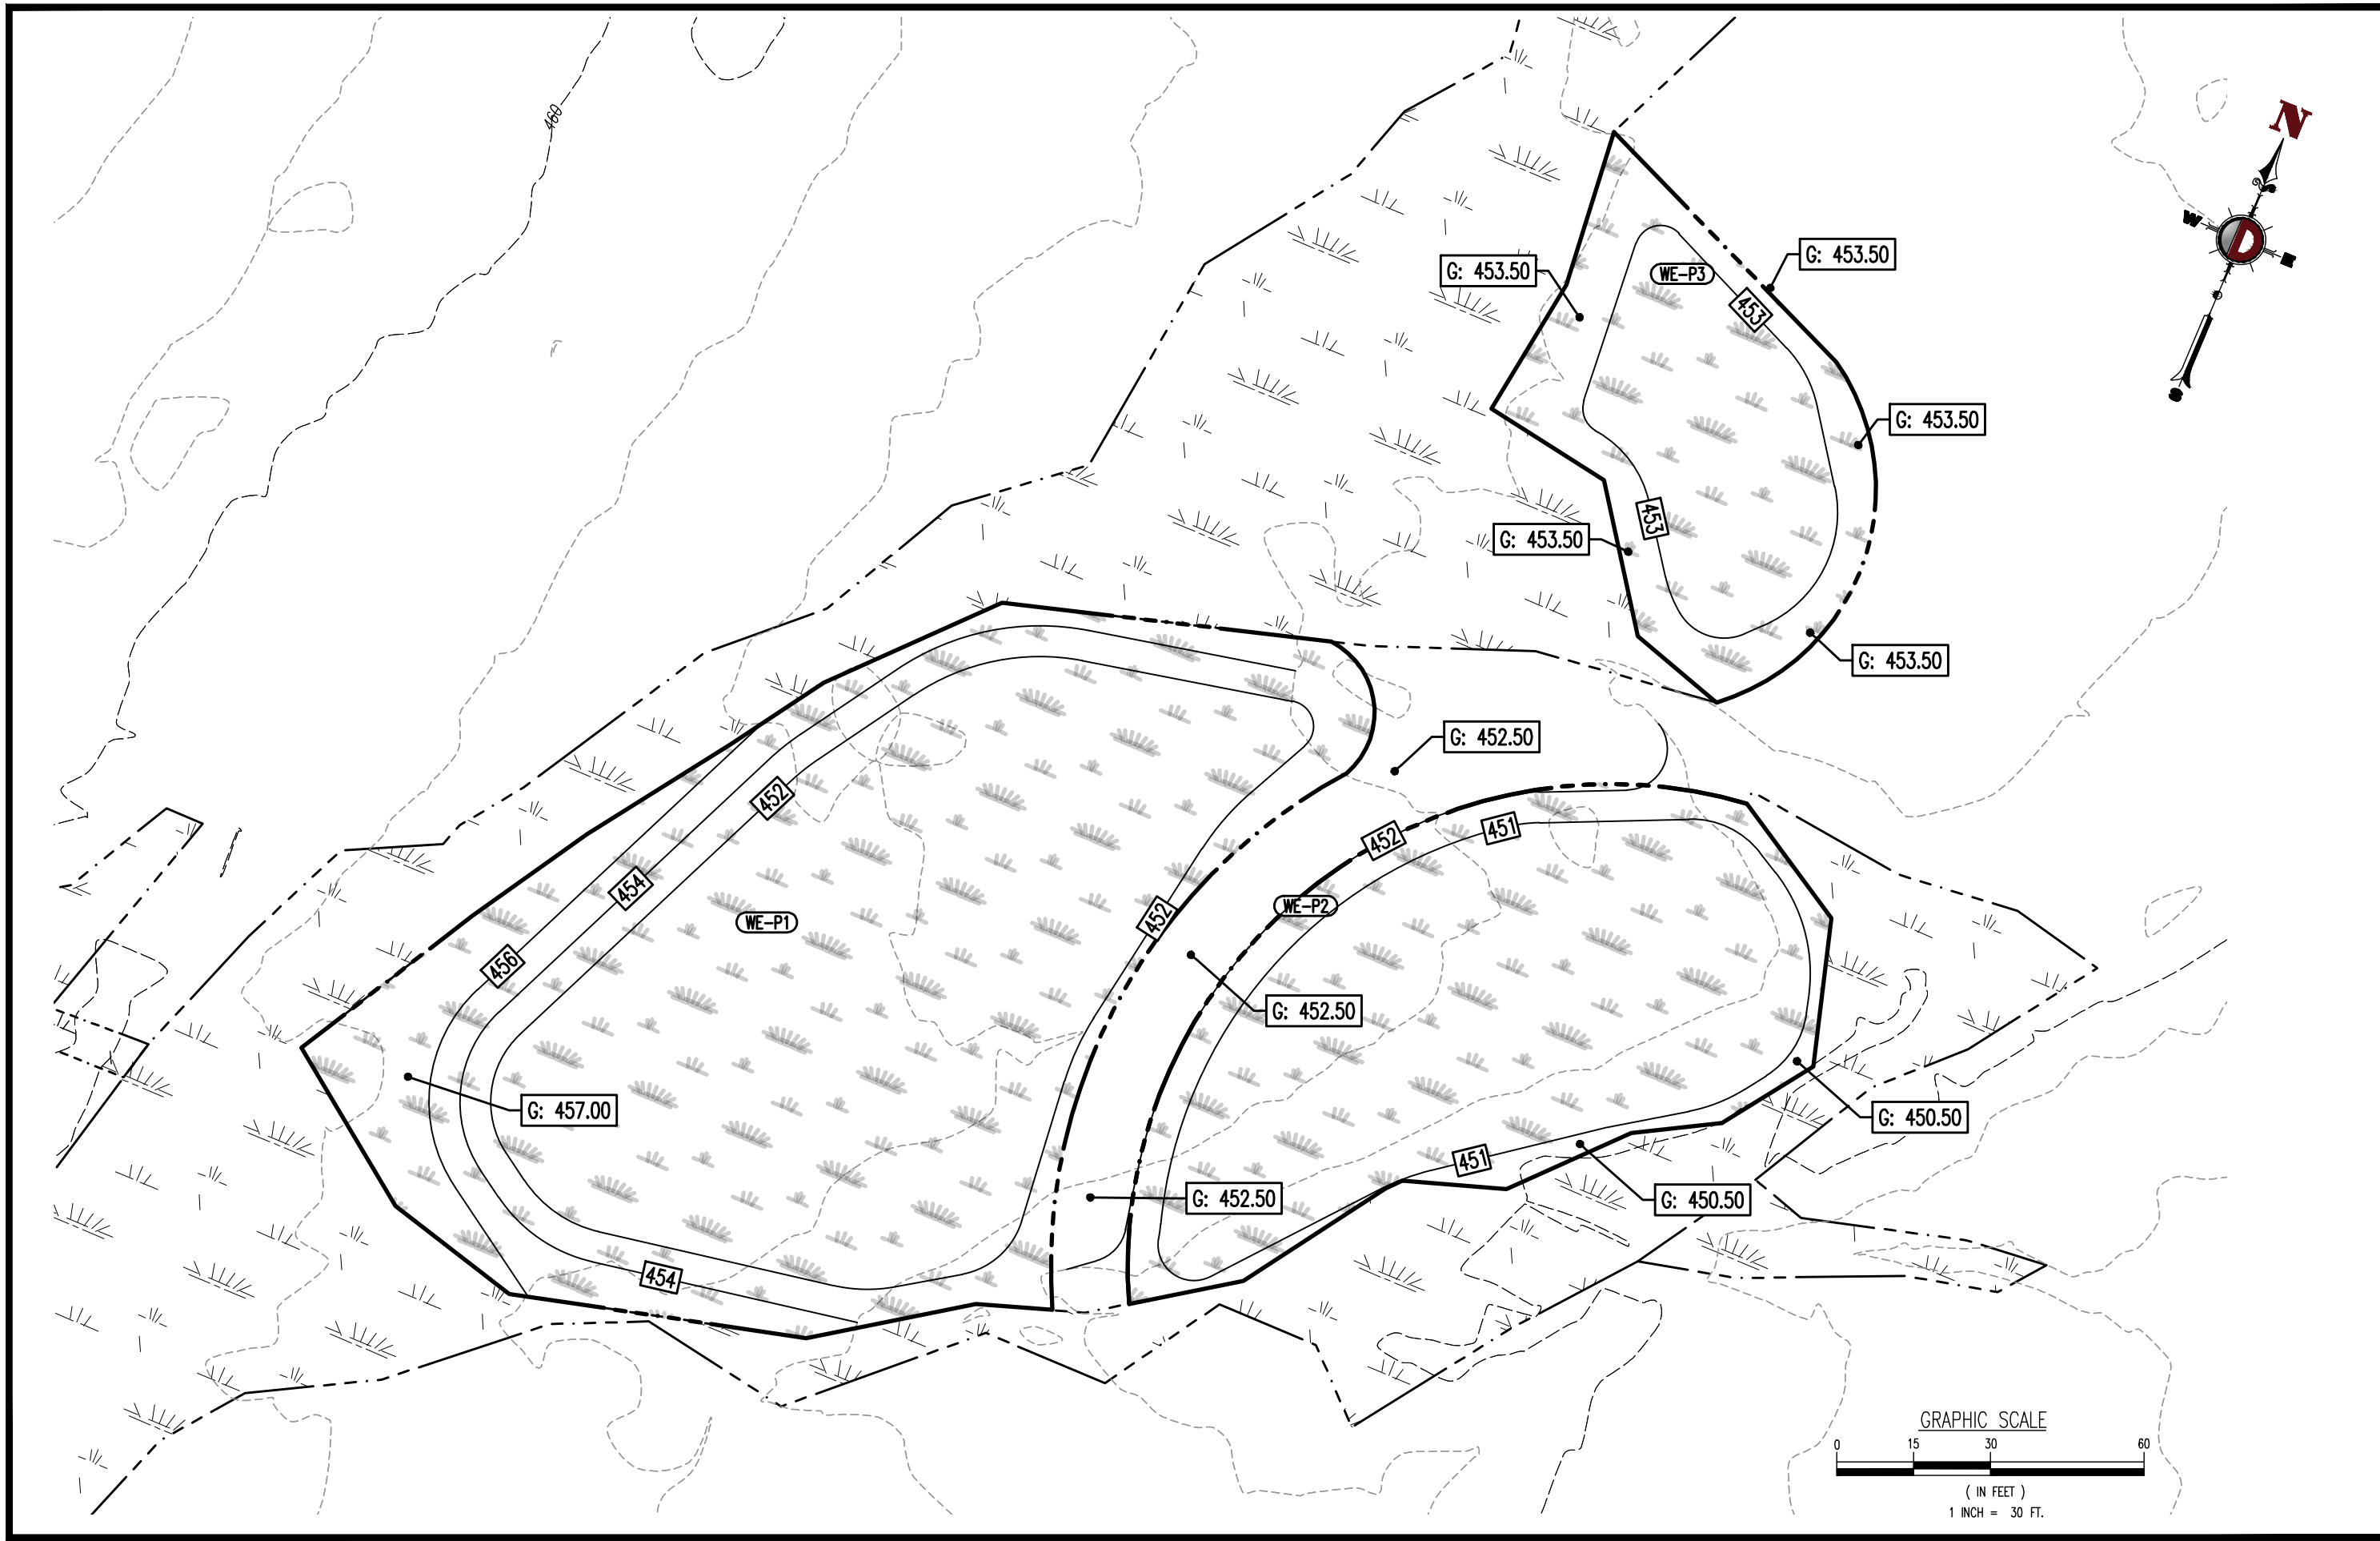 460
N
W
D
E
S
G: 453.50
G: 453.50
WE-P3
453
G: 453.50
453
G: 453.50
G: 453.50
G: 452.50
452
452
451
454
WE-P1
WE-P2
452
456
G: 452.50
G: 457.00
G: 450.50
451
G: 452.50
G: 450.50
454
GRAPHIC SCALE
0 15 30 60
( IN FEET )
1 INCH = 30 FT.